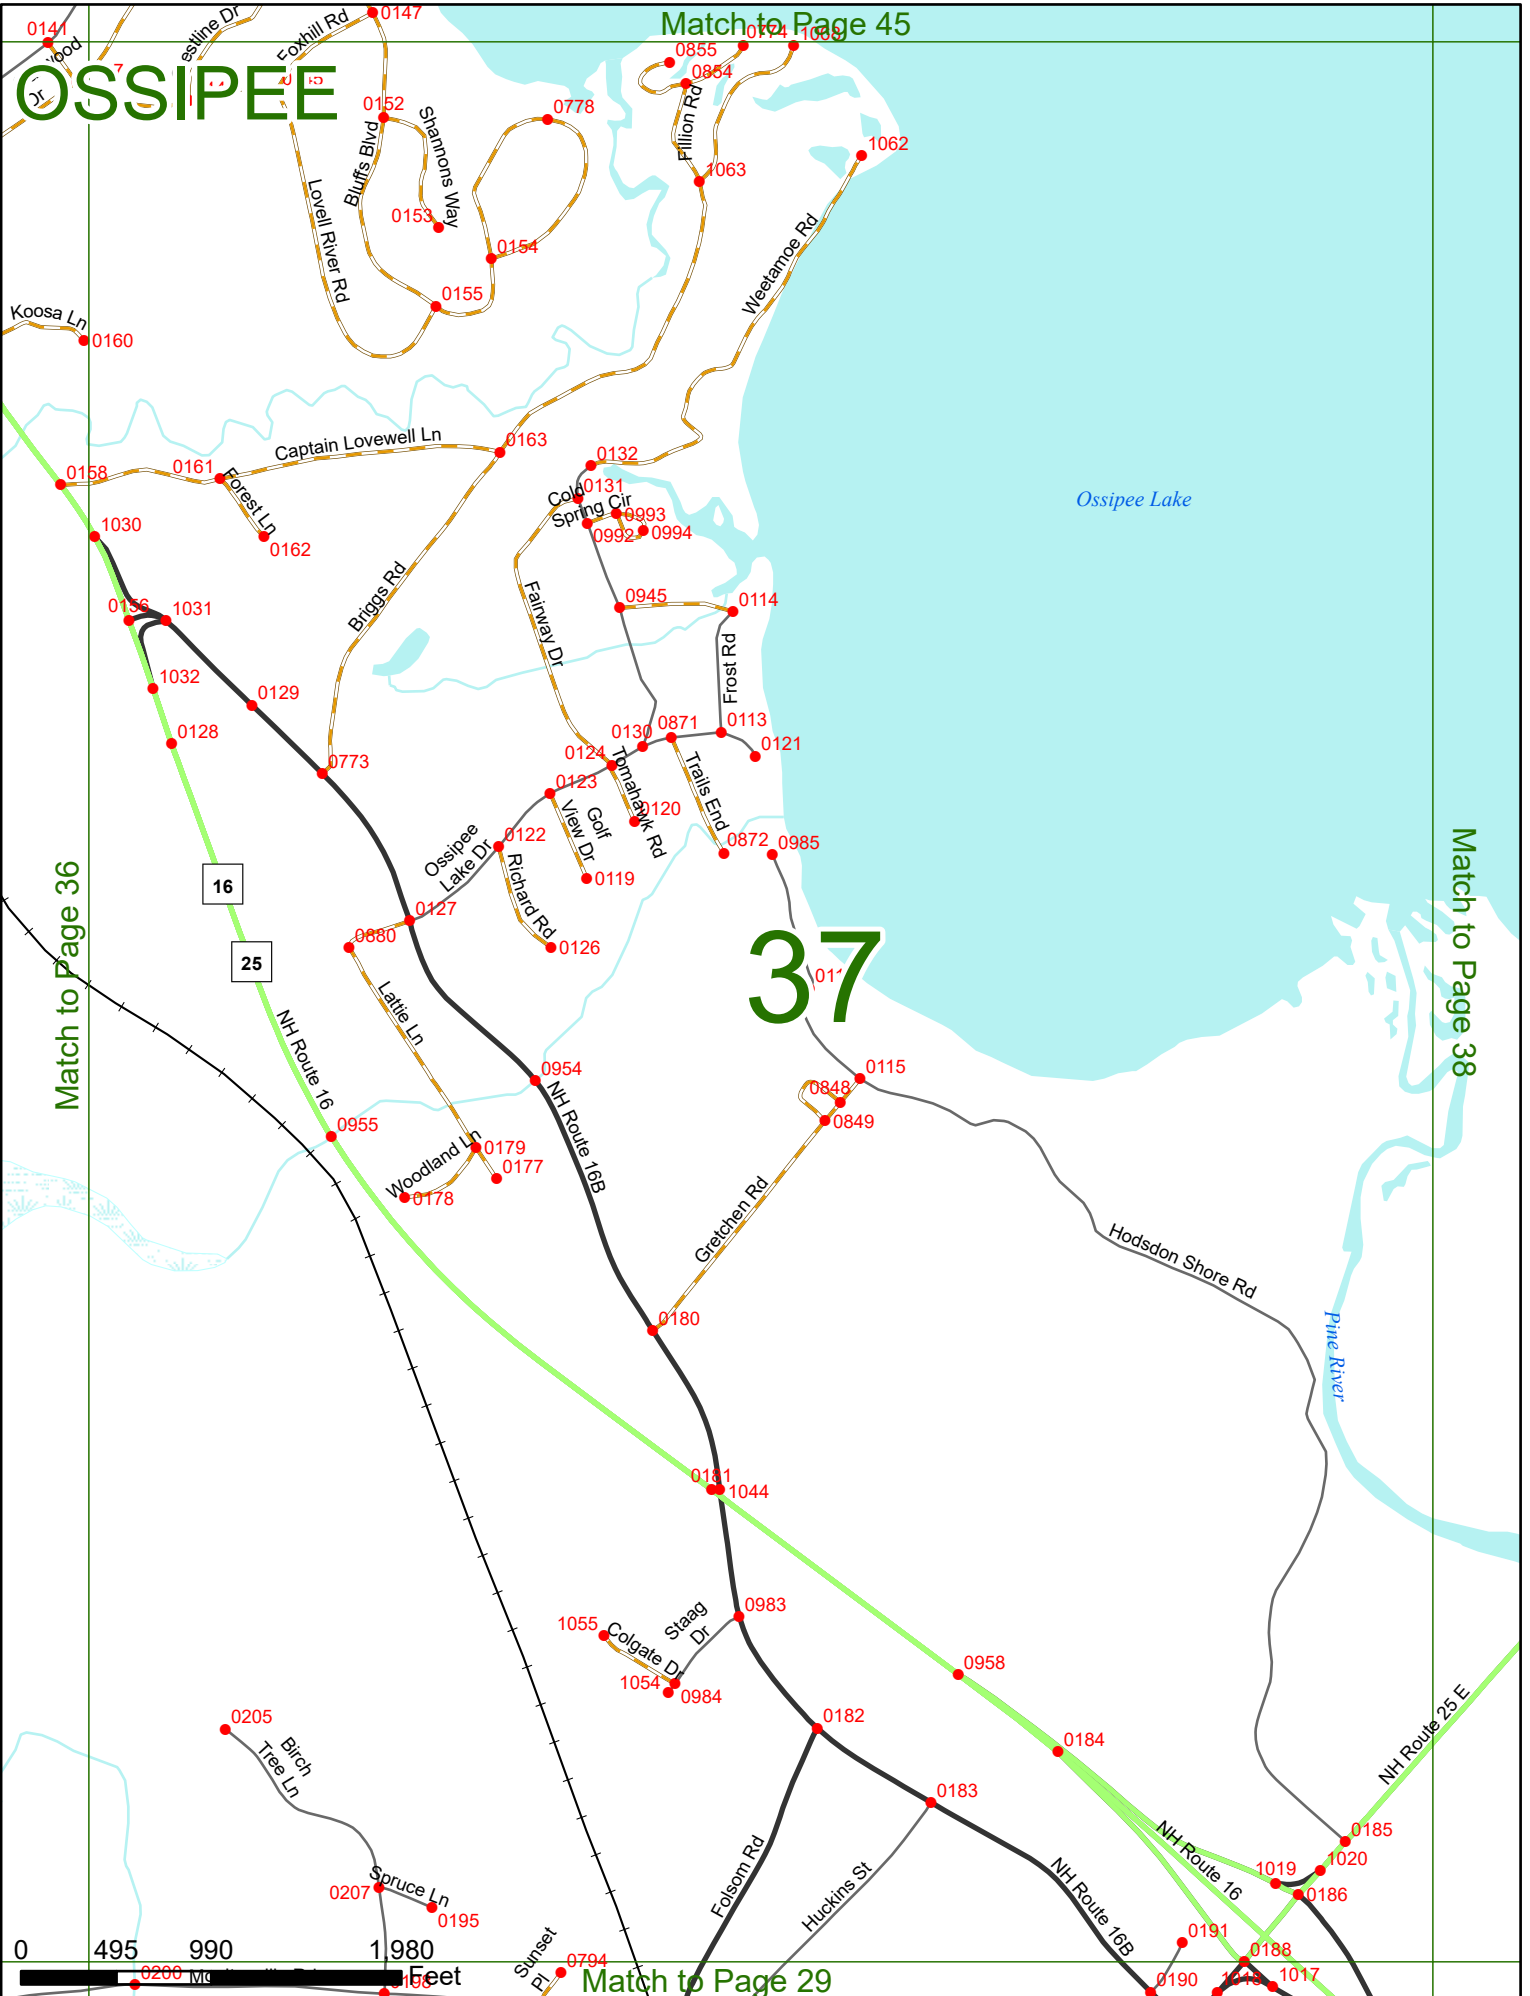 Match to Page 45
OSSIPEE
0141
0147
Foxhill Rd
0855
0774
1068
0854
0152
0778
Fillion Rd
Shannons Way
Bluffs Blvd
1062
1063
Lovell River Rd
0153
0154
Weetamoe Rd
0155
Koosa Ln
0160
Captain Lovewell Ln
0163
0158
0161
0132
Forest Ln
0131
Cold
Spring Cir
0993
0992
0994
Ossipee Lake
1030
0162
Briggs Rd
Fairway Dr
0945
0114
0156
1031
Frost Rd
1032
0129
0128
0130
0871
0113
0121
0773
0124
Tomahawk Rd
Trails End
0123
Golf
View Dr
0120
0122
Ossipee
Lake Dr
0872
0985
Richard Rd
0119
16
Match to Page 36
Match to Page 38
0127
0880
0126
25
37
Lattie Ln
NH Route 16
0954
0115
0848
0849
NH Route 16B
0955
Woodland Ln
0179
0177
0178
Gretchen Rd
Hodsdon Shore Rd
0180
Pine River
0181
1044
0983
Staag
Dr
1055
Colgate Dr
1054
0984
0958
0205
Birch
Tree Ln
0182
0184
NH Route 25 E
0183
0185
NH Route 16
1019
1020
0186
Folsom Rd
Huckins St
NH Route 16B
Spruce Ln
0207
0195
0191
0188
0 495 990 1,980
Feet
Sunset
Pl
0794
0200
0198
Match to Page 29
0190
1018
1017